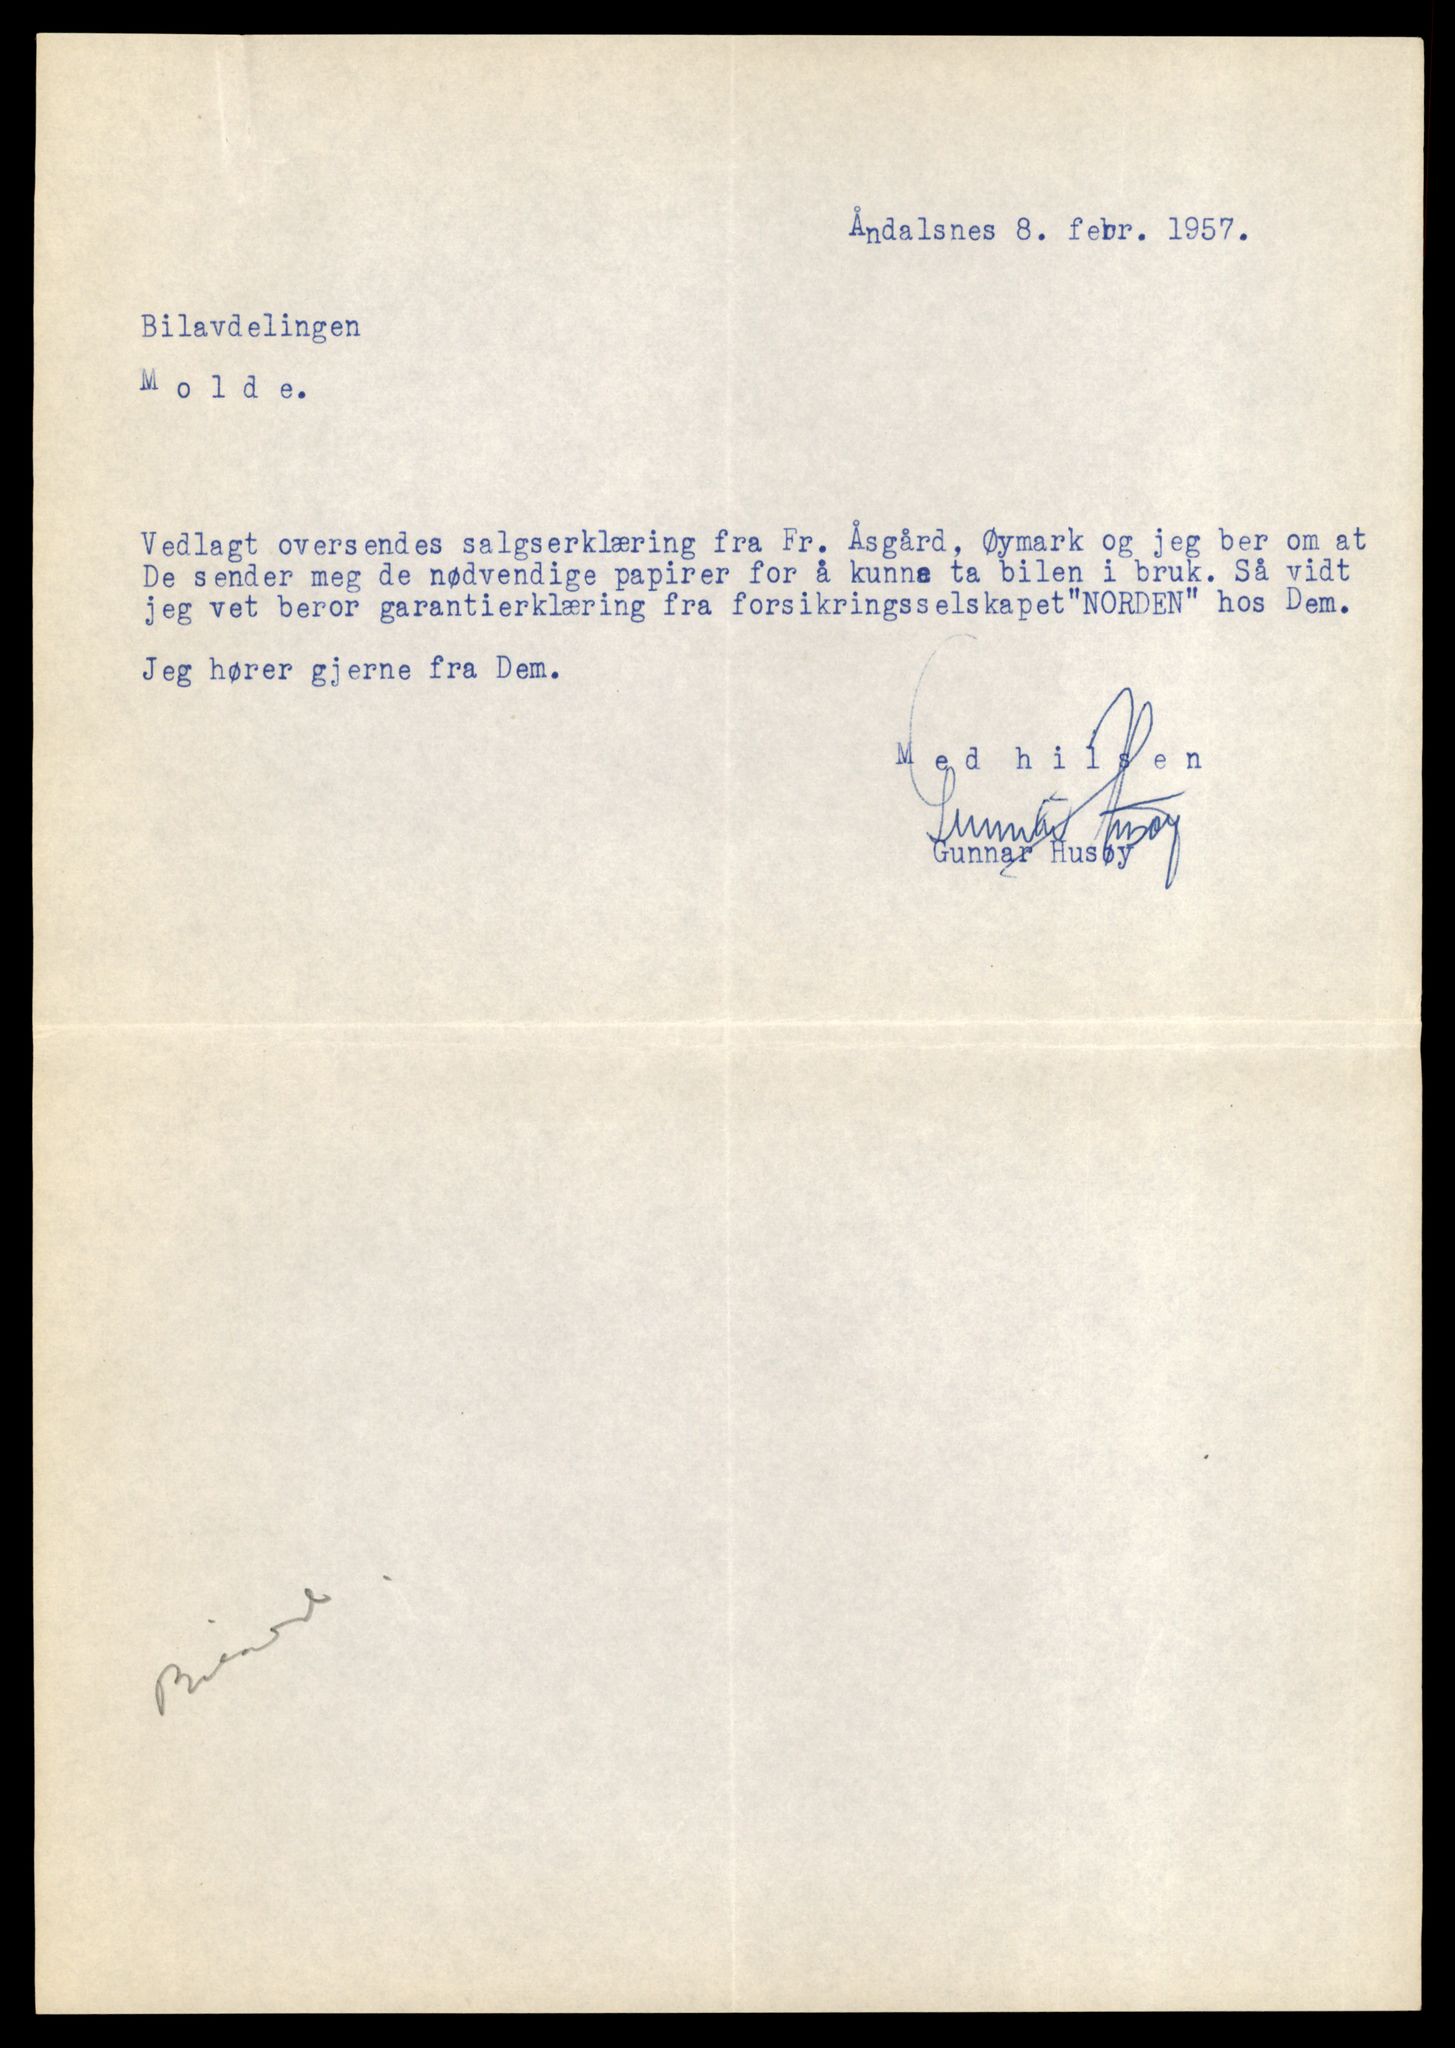 Åndalsnes 8. febr. 1957.
Bilavdelingen
M o l d e.
Vedlagt oversendes salgserklæring fra Fr. Åsgård, Øymark og jeg ber om at
De sender meg de nødvendige papirer for å kunne ta bilen i bruk. Så vidt
jeg vet beror garantierklæring fra forsikringsselskapet"NORDEN" hos Dem.
Jeg hører gjerne fra Dem.
M e d h i l s e n
Gunnar Husøy
Gunnar Husøy